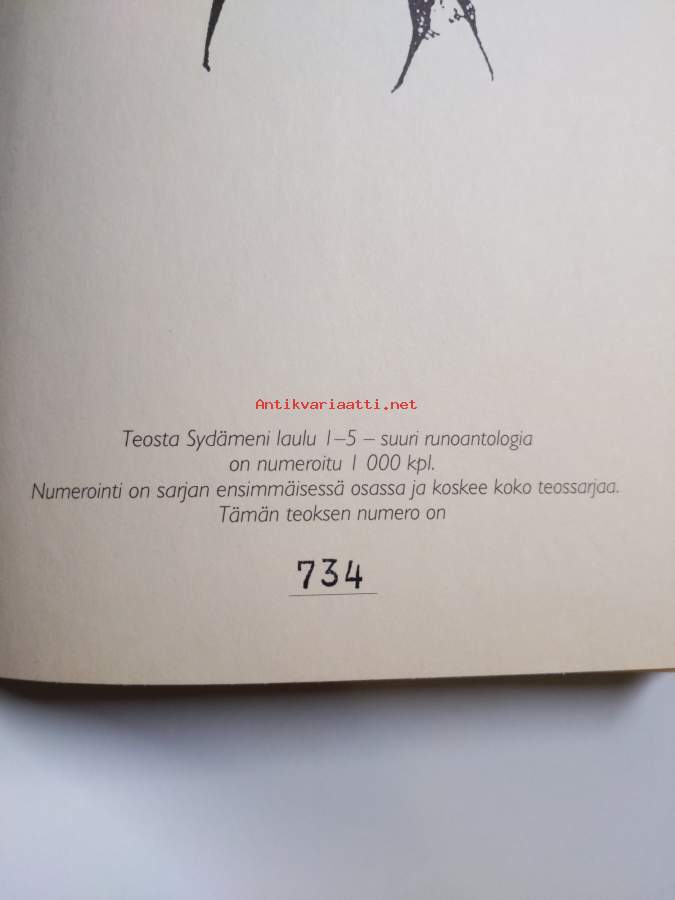 Antikvariaatti.net
Teosta Sydämeni laulu 1–5 – suuri runoantologia
on numeroitu 1 000 kpl.
Numerointi on sarjan ensimmäisessä osassa ja koskee koko teossarjaa.
Tämän teoksen numero on
734